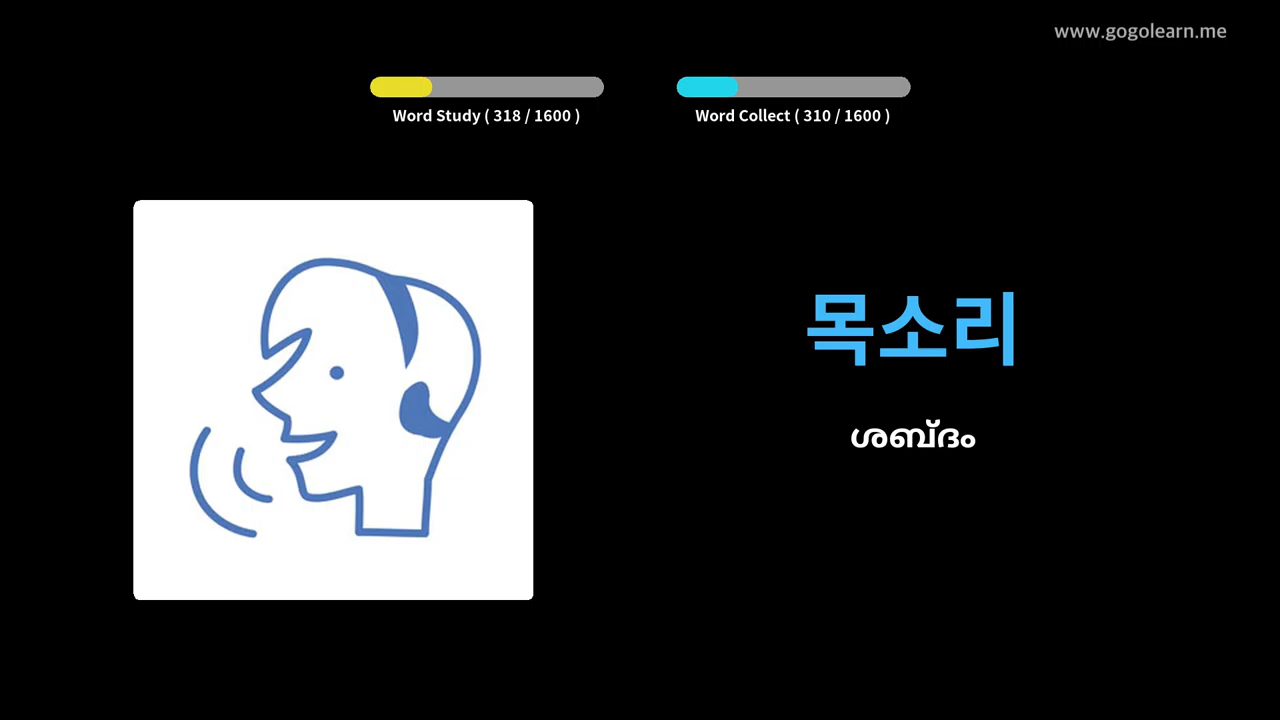 www.gogolearn.me
Word Study ( 318 / 1600 )
Word Collect ( 310 / 1600 )
목소리
ശബ്ദം